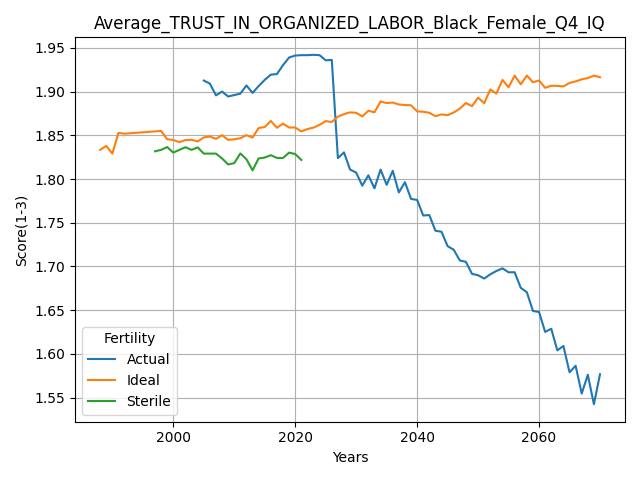 Average_TRUST_IN_ORGANIZED_LABOR_Black_Female_Q4_IQ
Score(1-3)
1.95
1.90
1.85
1.80
1.75
1.70
1.65
1.60
1.55
Fertility
Actual
Ideal
Sterile
2000
2020
2040
2060
Years